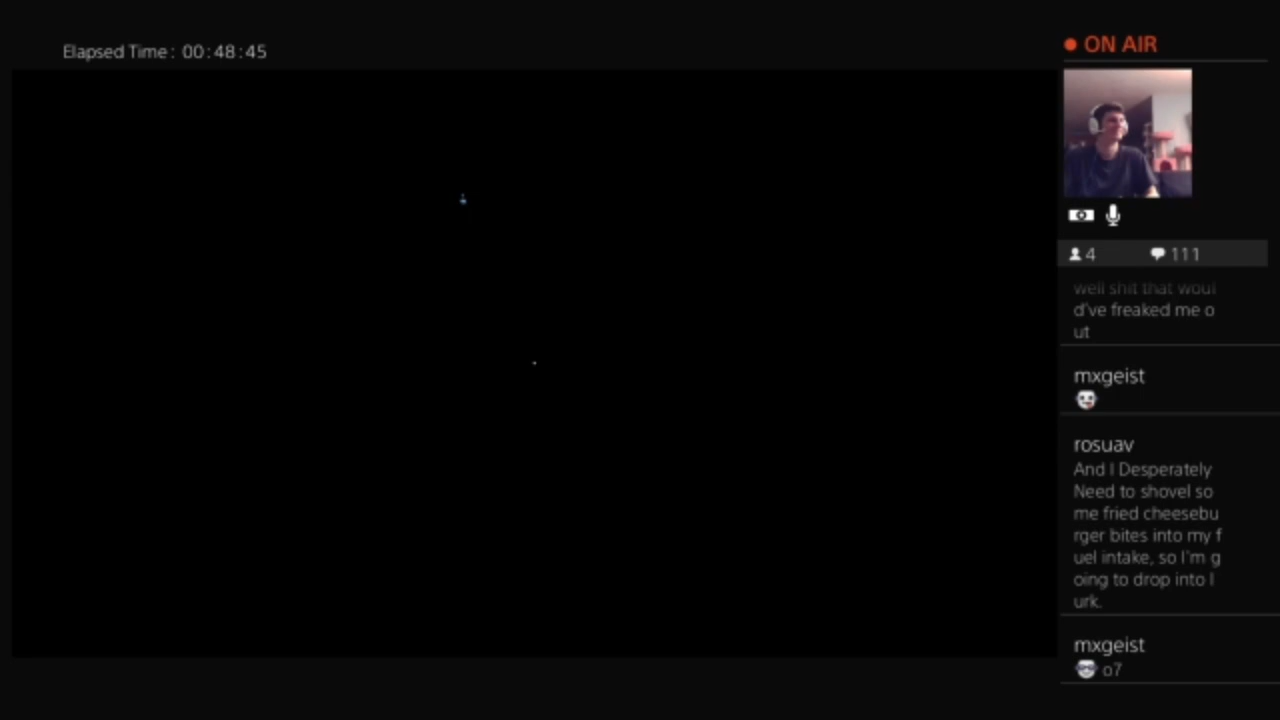 Elapsed Time: 00:48:45
ON AIR
4 111
well shit that woul
d've freaked me o
ut
mxgeist
rosuav
And I Desperately
Need to shovel so
me fried cheesebu
rger bites into my f
uel intake, so I'm g
oing to drop into l
urk.
mxgeist
o7